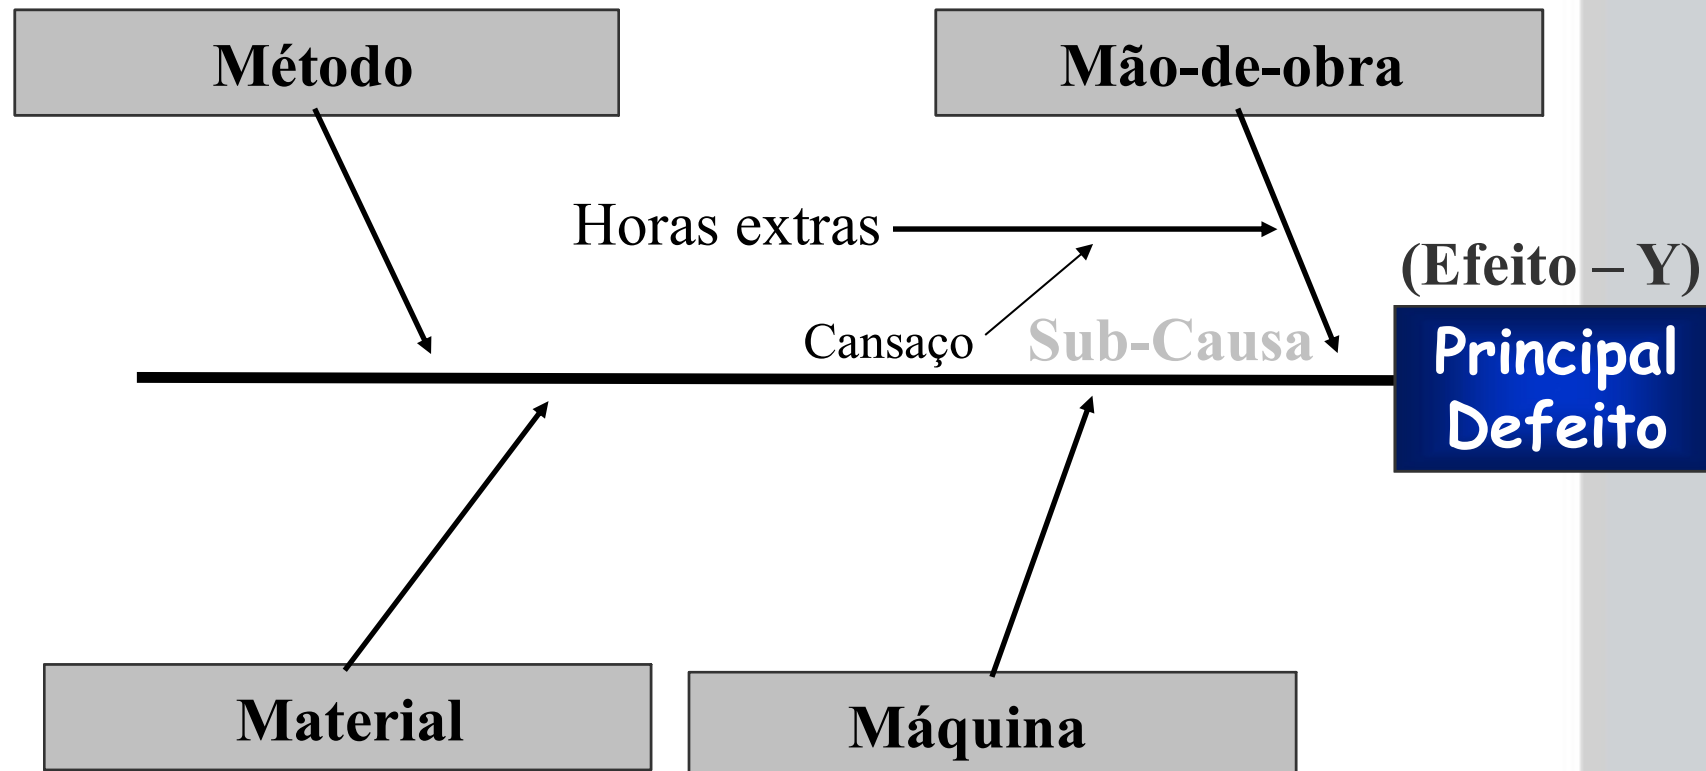 Método
Mão-de-obra
Horas extras
(Efeito – Y)
Cansaço
Sub-Causa
Principal
Defeito
Material
Máquina